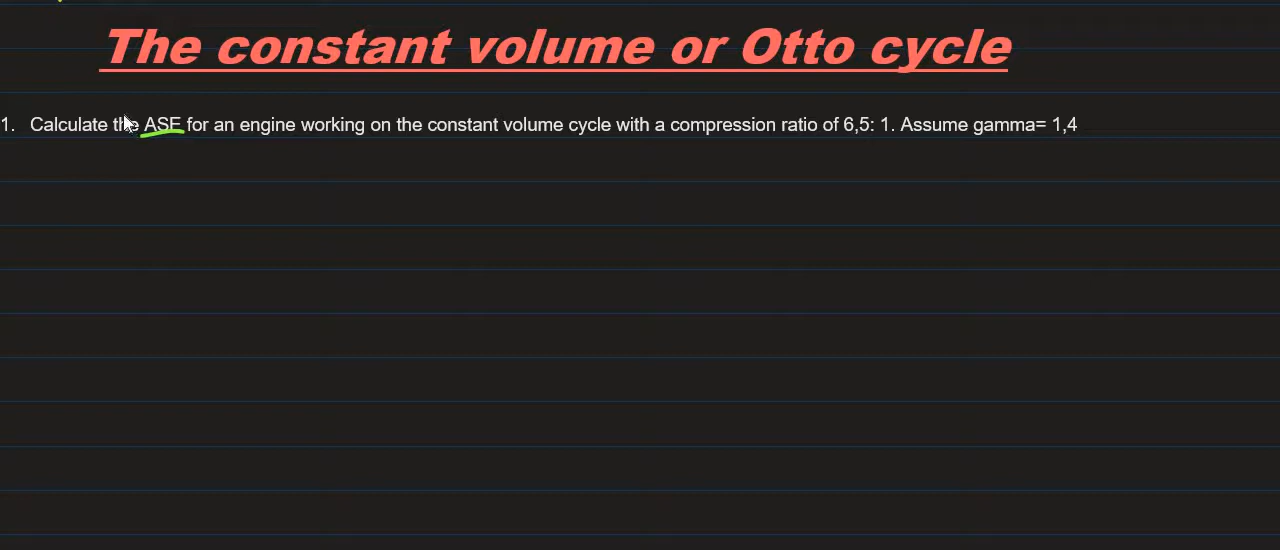 The constant volume or Otto cycle
1. Calculate the ASE for an engine working on the constant volume cycle with a compression ratio of 6,5: 1. Assume gamma= 1,4